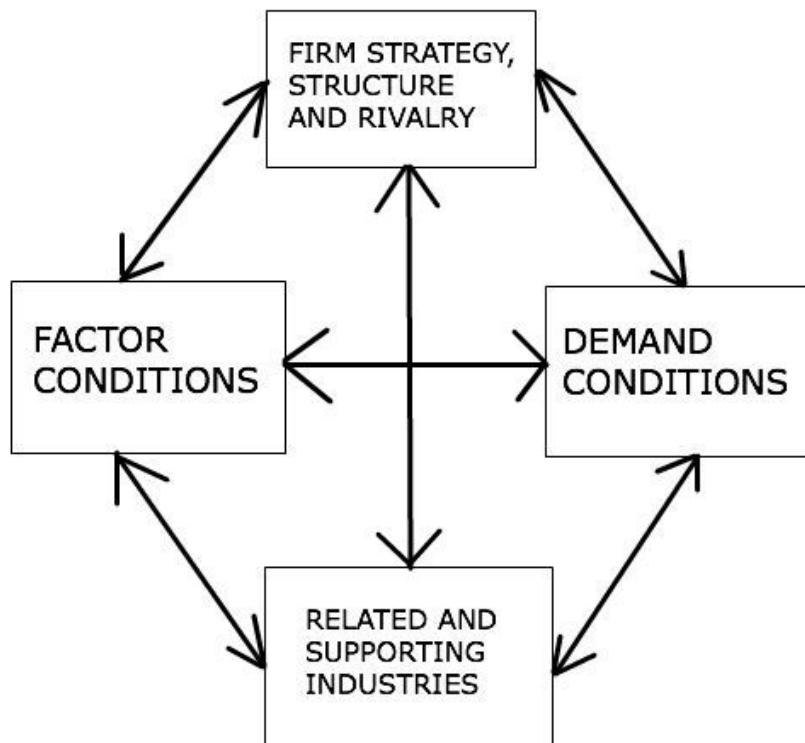 FIRM STRATEGY,
STRUCTURE
AND RIVALRY
FACTOR
CONDITIONS
DEMAND
CONDITIONS
RELATED AND
SUPPORTING
INDUSTRIES